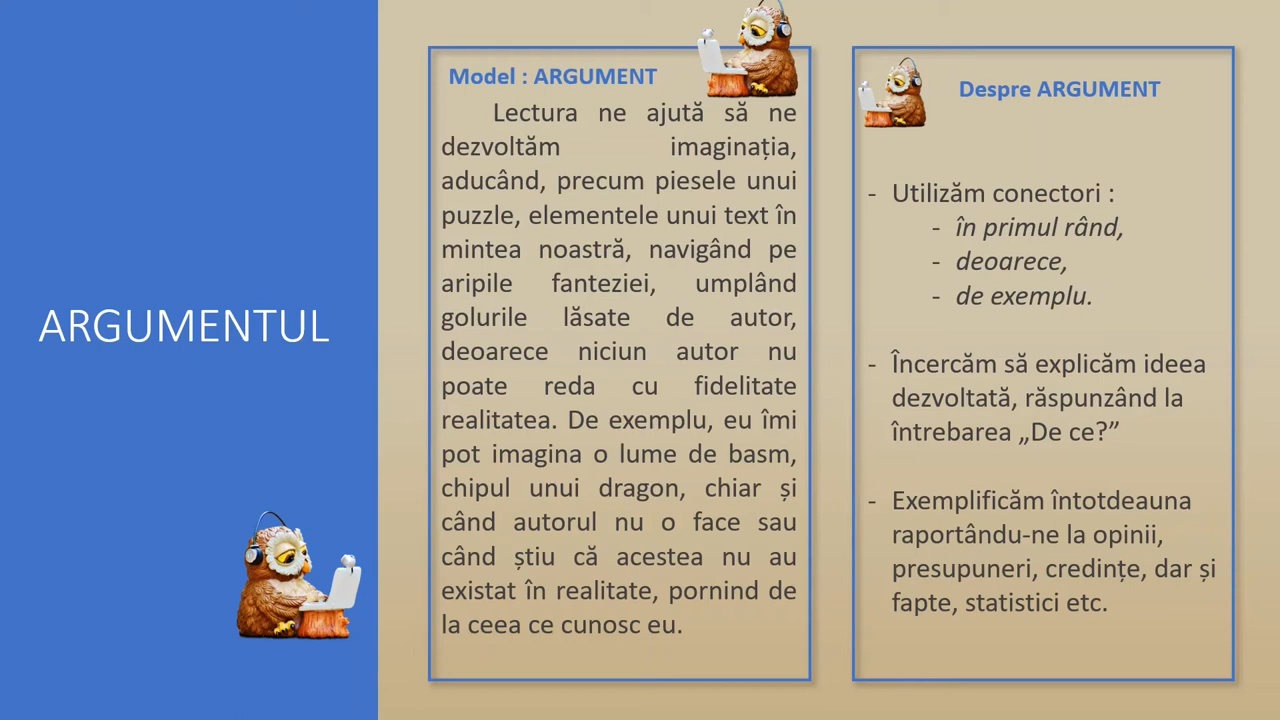 ARGUMENTUL
Model : ARGUMENT
Lectura ne ajută să ne
dezvoltăm imaginația,
aducând, precum piesele unui
puzzle, elementele unui text în
mintea noastră, navigând pe
aripile fanteziei, umplând
golurile lăsate de autor,
deoarece niciun autor nu
poate reda cu fidelitate
realitatea. De exemplu, eu îmi
pot imagina o lume de basm,
chipul unui dragon, chiar și
când autorul nu o face sau
când știu că acestea nu au
existat în realitate, pornind de
la ceea ce cunosc eu.
Despre ARGUMENT
- Utilizăm conectori :
- în primul rând,
- deoarece,
- de exemplu.
- Încercăm să explicăm ideea
dezvoltată, răspunzând la
întrebarea „De ce?”
- Exemplificăm întotdeauna
raportându-ne la opinii,
presupuneri, credințe, dar și
fapte, statistici etc.